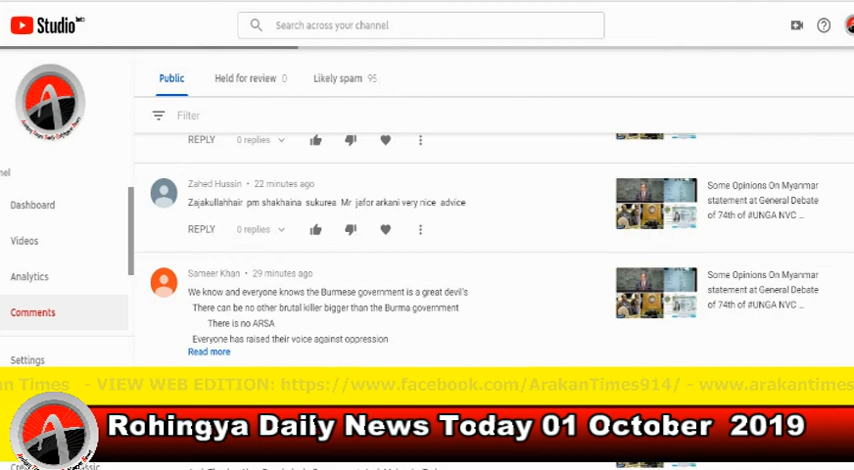 Studio
Search across your channel
Public Held for review 0 Likely spam 95
Filter
REPLY 0 replies
Dashboard
Videos
Analytics
Comments
Settings
Zahed Hussin • 22 minutes ago
Zajakullahhair pm shakhaina sukurea Mr jafor arkani very nice advice
REPLY 0 replies
Some Opinions On Myanmar
statement at General Debate
of 74th of #UNGA NVC ...
Sameer Khan • 29 minutes ago
We know and everyone knows the Burmese government is a great devil's
There can be no other brutal killer bigger than the Burma government
There is no ARSA
Everyone has raised their voice against oppression
Read more
Some Opinions On Myanmar
statement at General Debate
of 74th of #UNGA NVC ...
Times - VIEW WEB EDITION: https://www.facebook.com/ArakanTimes914/ - www.arakantimes
Rohingya Daily News Today 01 October 2019